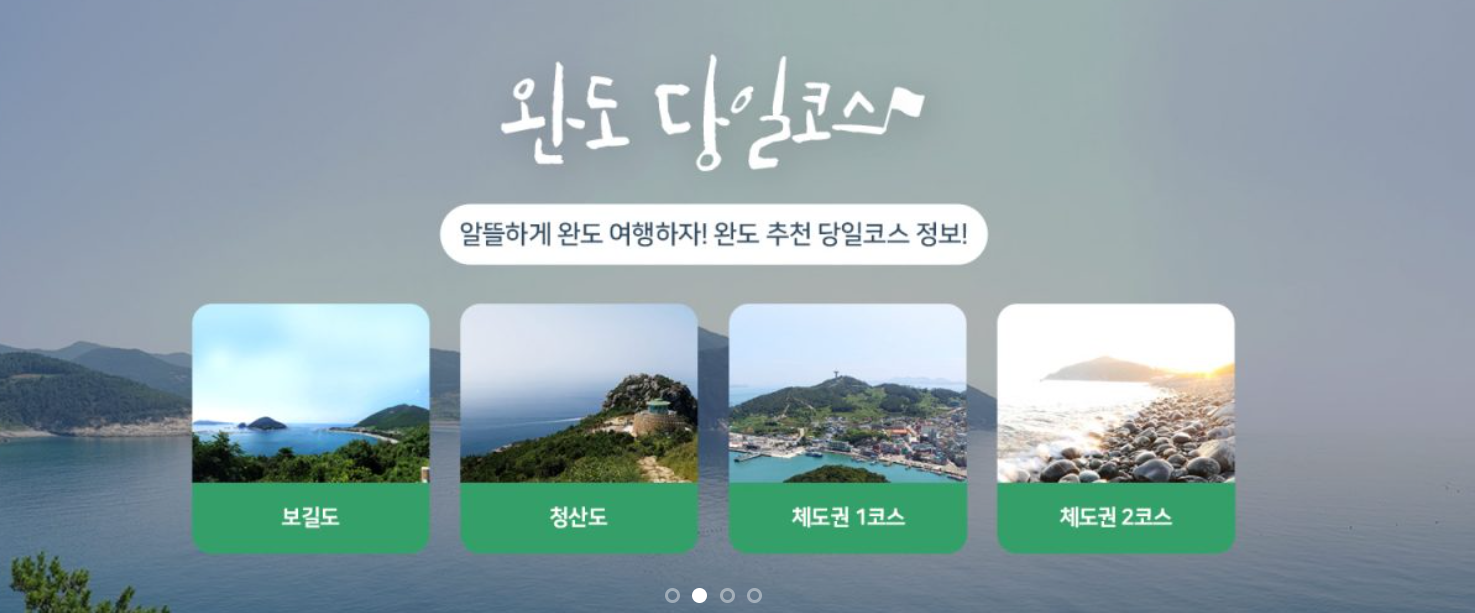 완도 당일코스
알뜰하게 완도 여행하자! 완도 추천 당일코스 정보!
보길도
청산도
체도권 1코스
체도권 2코스